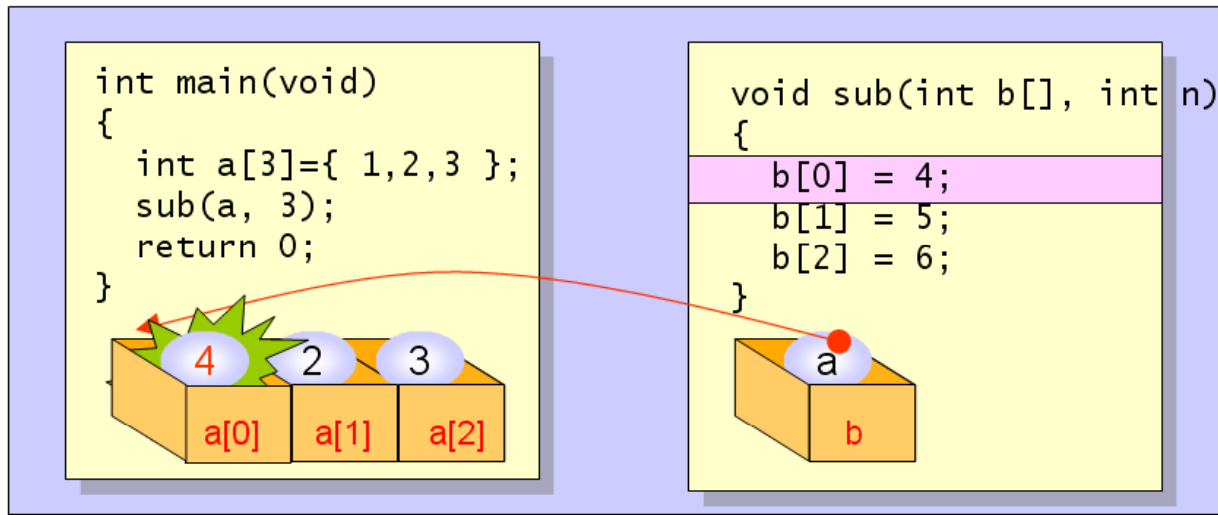 int main(void)
{
int a[3]={ 1,2,3 };
sub(a, 3);
return 0;
}
4 2 3
a[0] a[1] a[2]
void sub(int b[], int n)
{
b[0] = 4;
b[1] = 5;
b[2] = 6;
}
a
b